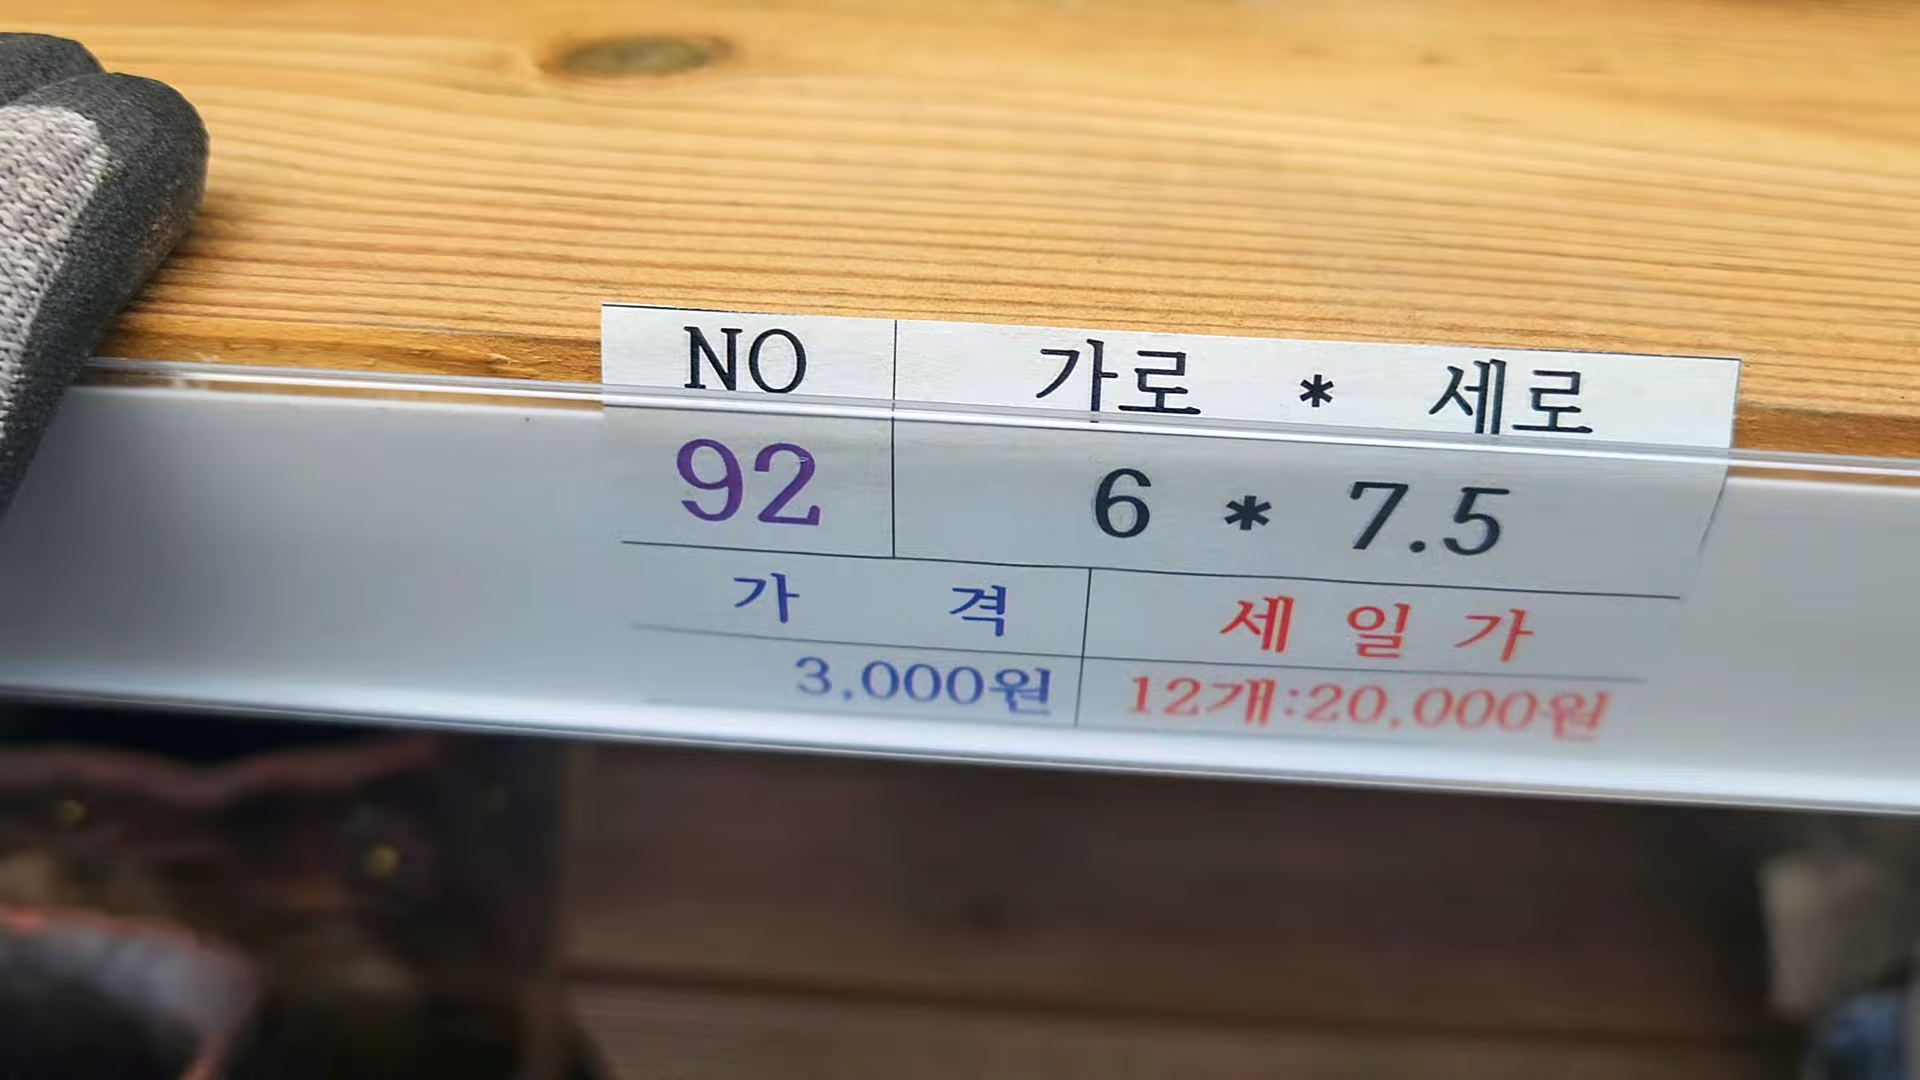 NO 가로 * 세로
92 6 * 7.5
가 격 세 일 가
3,000원 12개:20,000원